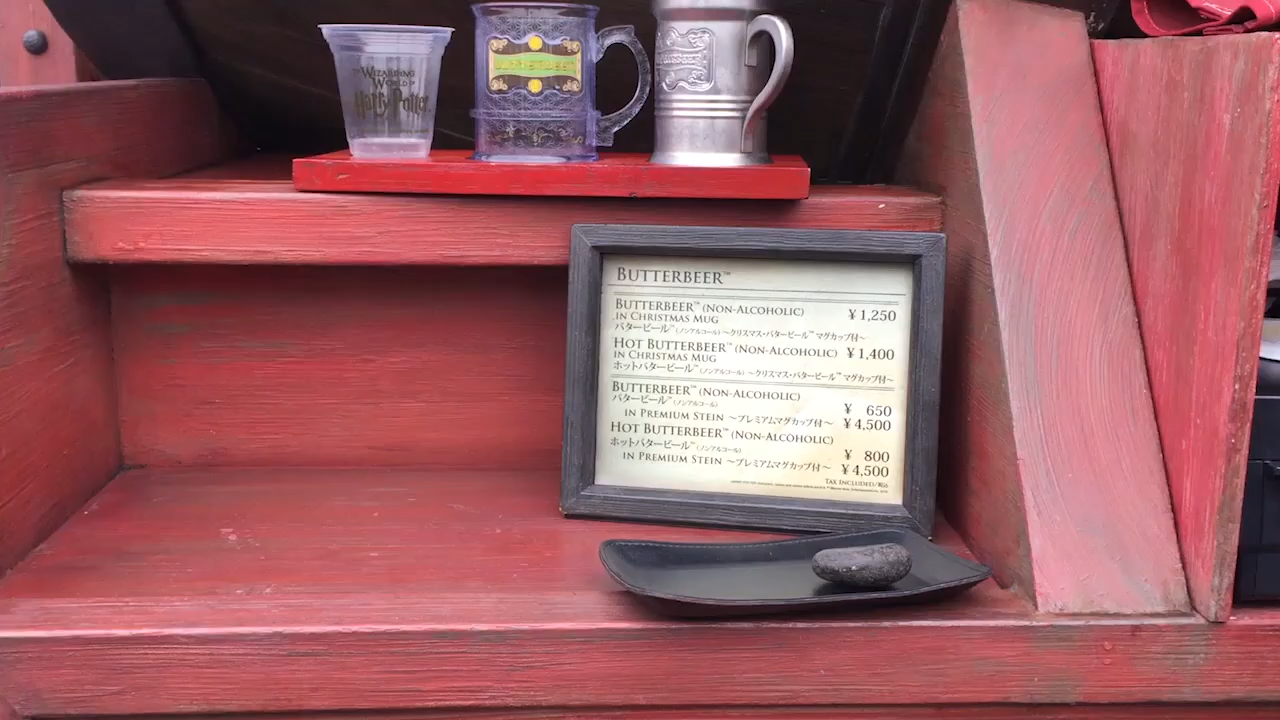 The
Wizarding
World of
Harry Potter
Butterbeer
Butterbeer™
Butterbeer™ (Non-Alcoholic) ¥1,250
in Christmas Mug
バタービール™ (ノンアルコール) ～クリスマス・バタービール™ マグカップ付～
Hot Butterbeer™ (Non-Alcoholic) ¥1,400
in Christmas Mug
ホットバタービール™ (ノンアルコール) ～クリスマス・バタービール™ マグカップ付～
Butterbeer™ (Non-Alcoholic)
バタービール™ (ノンアルコール) ¥ 650
in Premium Stein ～プレミアムマグカップ付～ ¥4,500
Hot Butterbeer™ (Non-Alcoholic)
ホットバタービール™ (ノンアルコール) ¥ 800
in Premium Stein ～プレミアムマグカップ付～ ¥4,500
Tax Included/税込